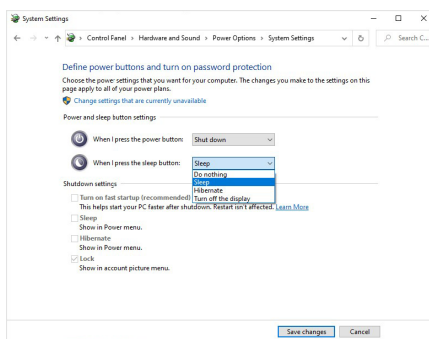 System Settings
Control Panel > Hardware and Sound > Power Options > System Settings
Search C...
Define power buttons and turn on password protection
Choose the power settings that you want for your computer. The changes you make to the settings on this
page apply to all of your power plans.
Change settings that are currently unavailable
Power and sleep button settings
When I press the power button: Shut down
When I press the sleep button: Sleep
Do nothing
Sleep
Hibernate
Turn off the display
Shutdown settings
Turn on fast startup (recommended)
This helps start your PC faster after shutdown. Restart isn't affected. Learn More
Sleep
Show in Power menu.
Hibernate
Show in Power menu.
Lock
Show in account picture menu.
Save changes
Cancel